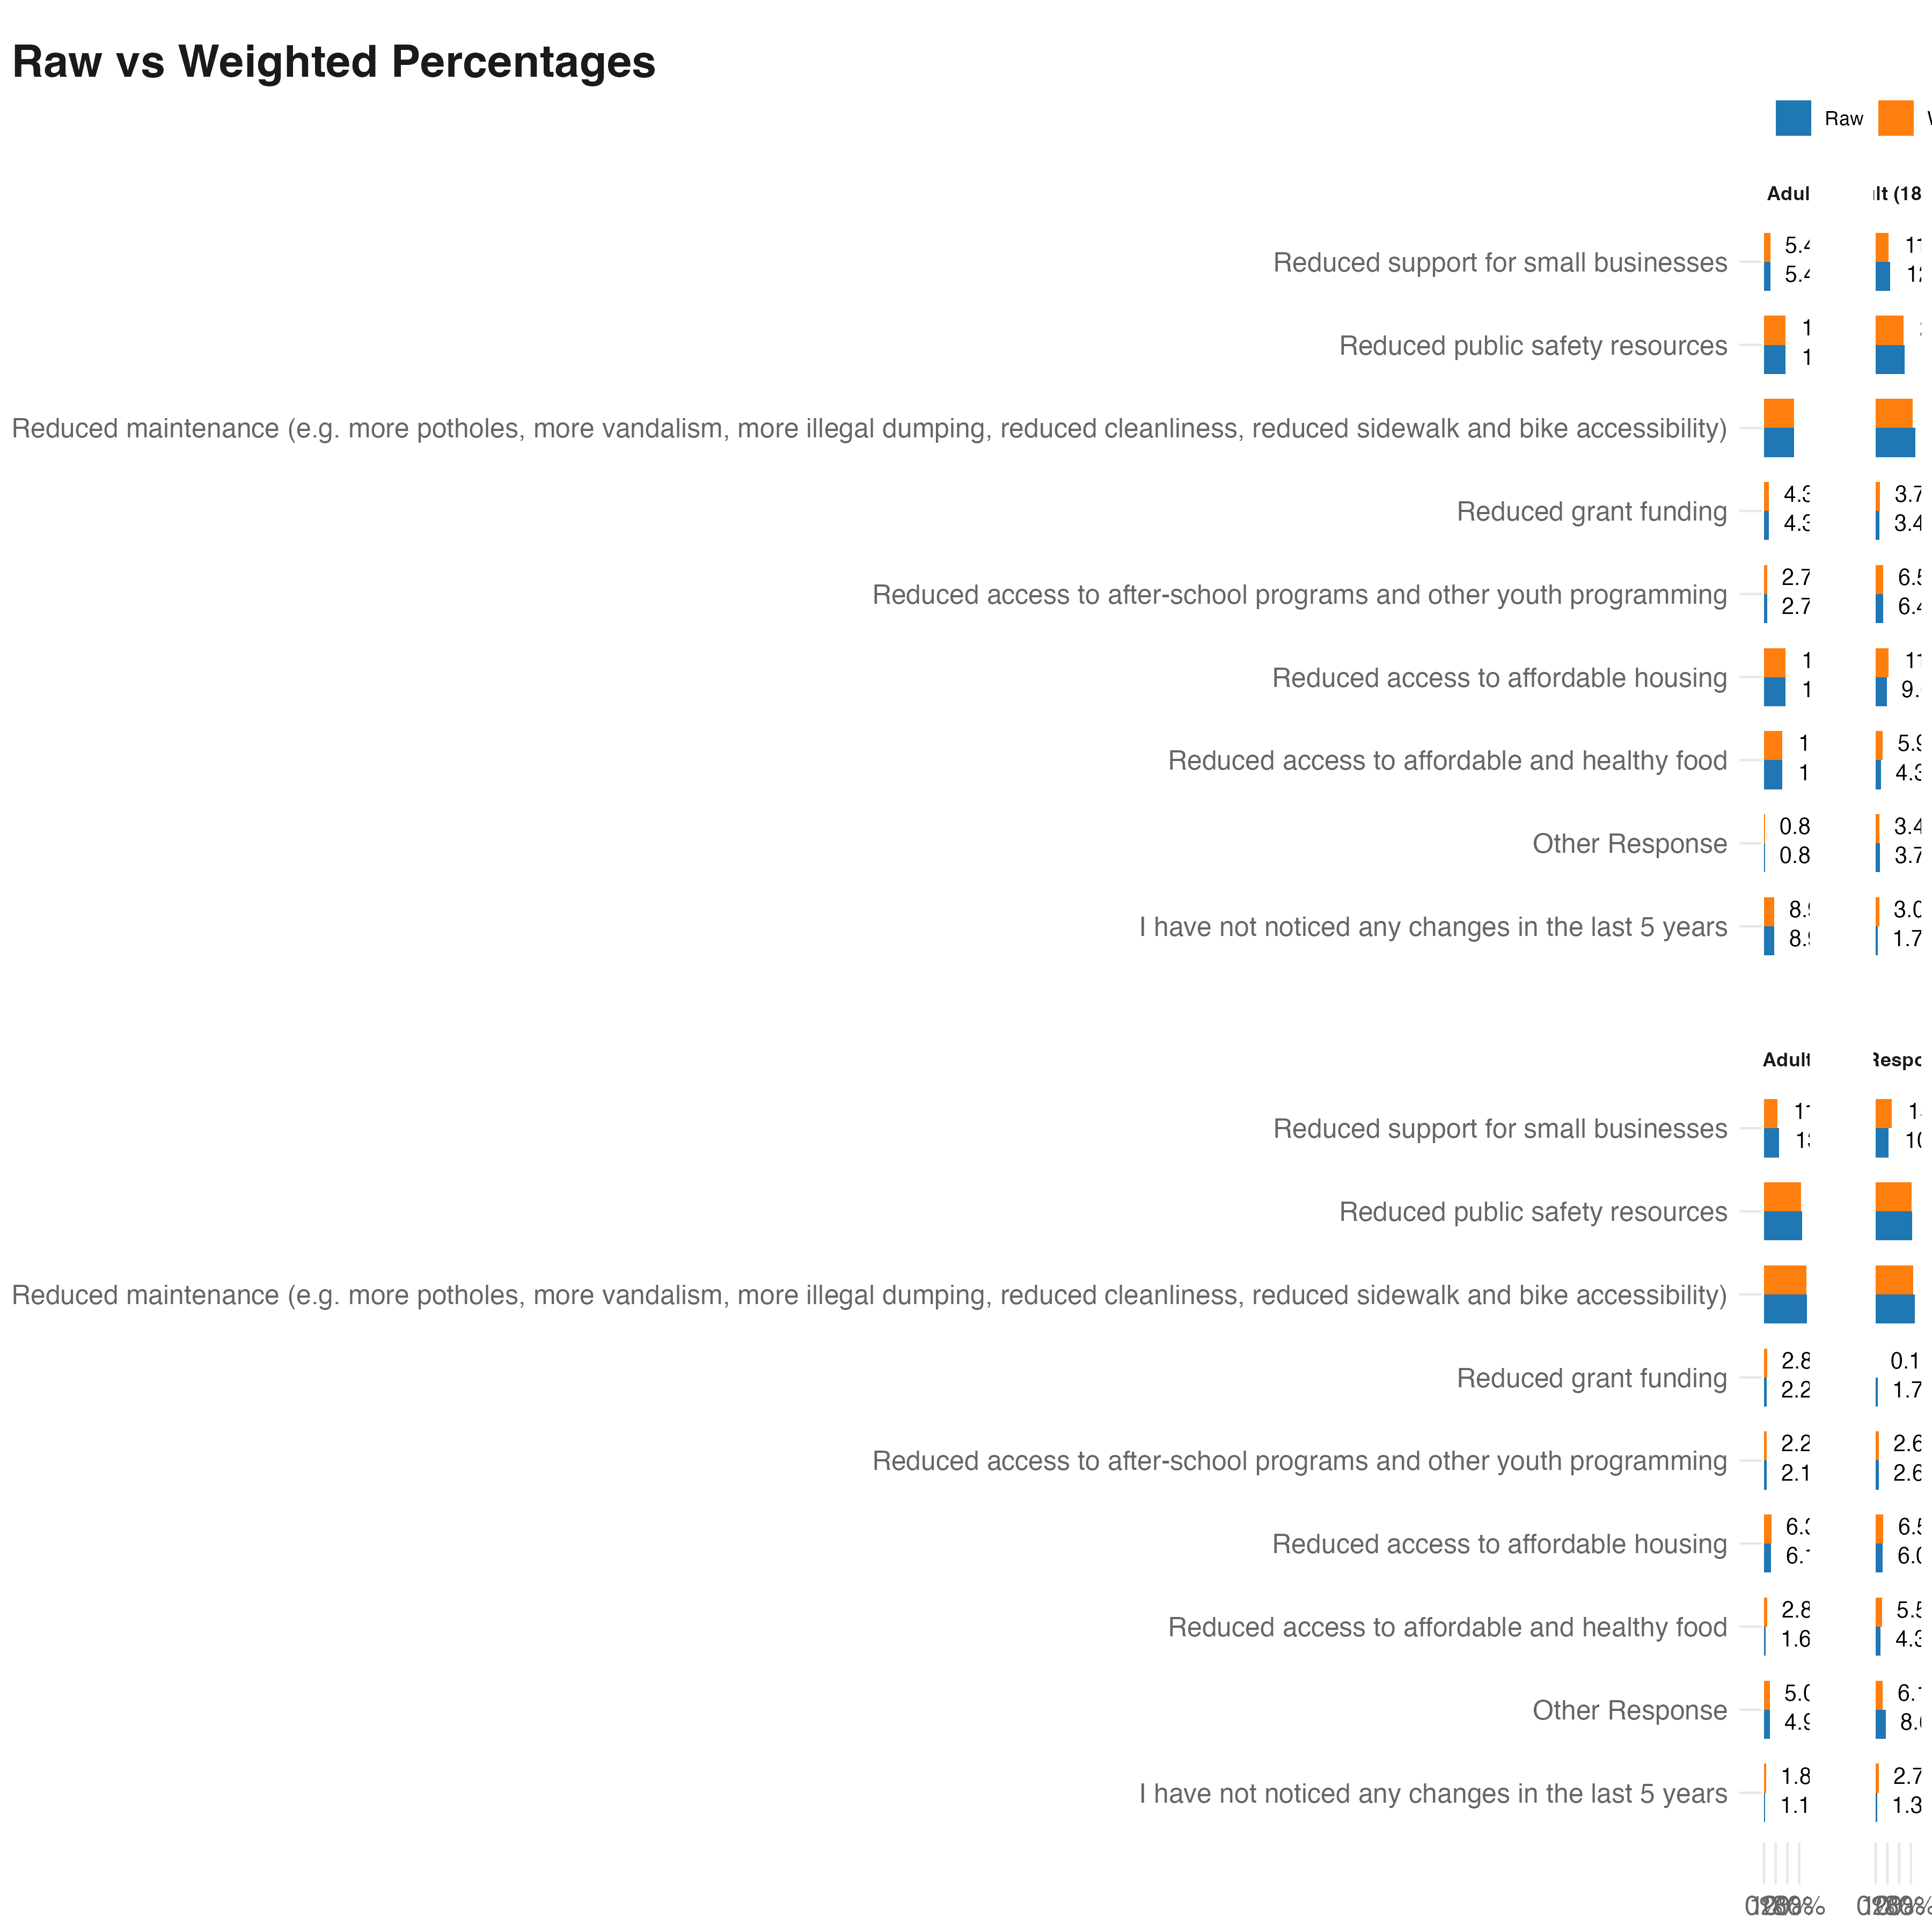 Raw vs Weighted Percentages
Raw
Adul lt (18
Reduced support for small businesses 5.4
5.4
Reduced public safety resources 1
1
Reduced maintenance (e.g. more potholes, more vandalism, more illegal dumping, reduced cleanliness, reduced sidewalk and bike accessibility)
Reduced grant funding 4.3 3.7
4.3 3.4
Reduced access to after-school programs and other youth programming 2.7 6.5
2.7 6.4
Reduced access to affordable housing 1 11
1 9.
Reduced access to affordable and healthy food 1 5.9
1 4.3
Other Response 0.8 3.4
0.8 3.7
I have not noticed any changes in the last 5 years 8.9 3.0
8.9 1.7
Adult Respo
Reduced support for small businesses 11 1
13 10
Reduced public safety resources
Reduced maintenance (e.g. more potholes, more vandalism, more illegal dumping, reduced cleanliness, reduced sidewalk and bike accessibility)
Reduced grant funding 2.8 0.1
2.2 1.7
Reduced access to after-school programs and other youth programming 2.2 2.6
2.1 2.6
Reduced access to affordable housing 6.3 6.5
6.1 6.0
Reduced access to affordable and healthy food 2.8 5.5
1.6 4.3
Other Response 5.0 6.1
4.9 8.
I have not noticed any changes in the last 5 years 1.8 2.7
1.1 1.3